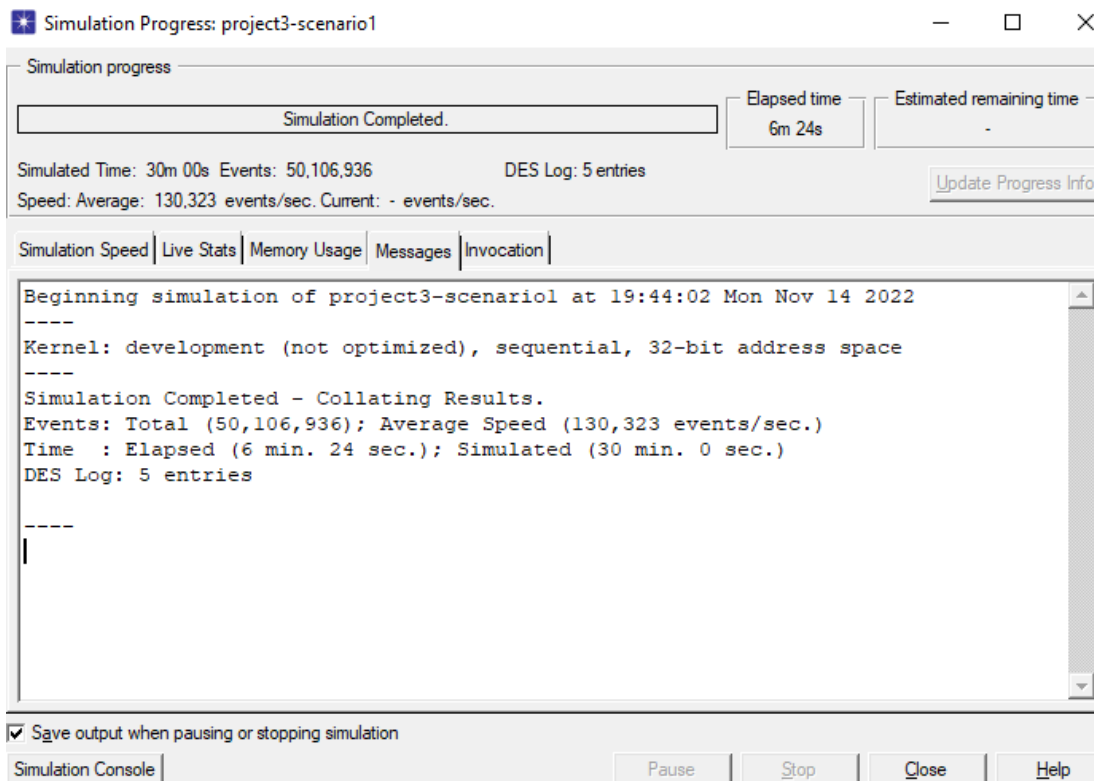 Simulation Progress: project3-scenario1
Simulation progress
Simulation Completed.
Elapsed time
6m 24s
Estimated remaining time
-
Simulated Time: 30m 00s Events: 50,106,936 DES Log: 5 entries
Speed: Average: 130,323 events/sec. Current: - events/sec.
Update Progress Info
Simulation Speed Live Stats Memory Usage Messages Invocation
Beginning simulation of project3-scenario1 at 19:44:02 Mon Nov 14 2022
----
Kernel: development (not optimized), sequential, 32-bit address space
----
Simulation Completed - Collating Results.
Events: Total (50,106,936); Average Speed (130,323 events/sec.)
Time  : Elapsed (6 min. 24 sec.); Simulated (30 min. 0 sec.)
DES Log: 5 entries
----
Save output when pausing or stopping simulation
Simulation Console Pause Stop Close Help